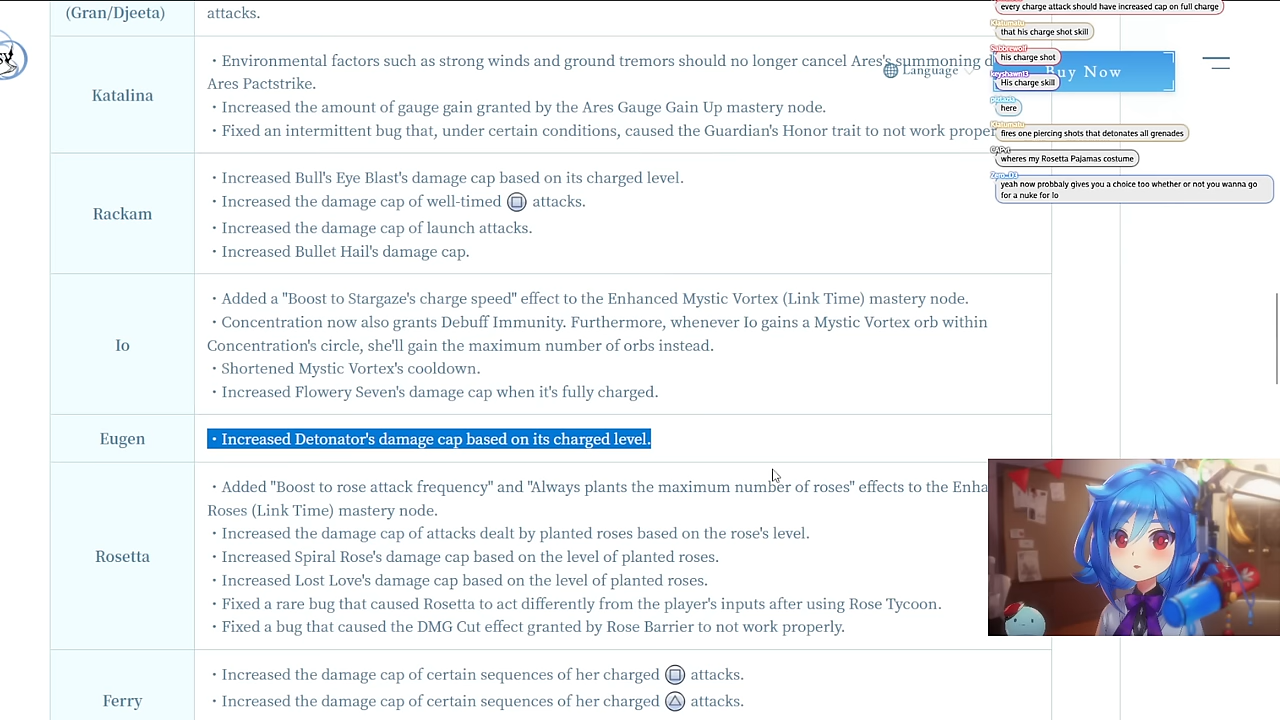 (Gran/Djeeta)
attacks.
Katalina
・Environmental factors such as strong winds and ground tremors should no longer cancel Ares's summoning d
Ares Pactstrike.
・Increased the amount of gauge gain granted by the Ares Gauge Gain Up mastery node.
・Fixed an intermittent bug that, under certain conditions, caused the Guardian's Honor trait to not work proper
Rackam
・Increased Bull's Eye Blast's damage cap based on its charged level.
・Increased the damage cap of well-timed attacks.
・Increased the damage cap of launch attacks.
・Increased Bullet Hail's damage cap.
Io
・Added a "Boost to Stargaze's charge speed" effect to the Enhanced Mystic Vortex (Link Time) mastery node.
・Concentration now also grants Debuff Immunity. Furthermore, whenever Io gains a Mystic Vortex orb within
Concentration's circle, she'll gain the maximum number of orbs instead.
・Shortened Mystic Vortex's cooldown.
・Increased Flowery Seven's damage cap when it's fully charged.
Eugen
・Increased Detonator's damage cap based on its charged level.
Rosetta
・Added "Boost to rose attack frequency" and "Always plants the maximum number of roses" effects to the Enha
Roses (Link Time) mastery node.
・Increased the damage cap of attacks dealt by planted roses based on the rose's level.
・Increased Spiral Rose's damage cap based on the level of planted roses.
・Increased Lost Love's damage cap based on the level of planted roses.
・Fixed a rare bug that caused Rosetta to act differently from the player's inputs after using Rose Tycoon.
・Fixed a bug that caused the DMG Cut effect granted by Rose Barrier to not work properly.
Ferry
・Increased the damage cap of certain sequences of her charged attacks.
・Increased the damage cap of certain sequences of her charged attacks.
Language
Buy Now
every charge attack should have increased cap on full charge
that his charge shot skill
Sabbrewolf
his charge shot
keyshawn13
His charge skill
here
fires one piercing shots that detonates all grenades
wheres my Rosetta Pajamas costume
yeah now probbaly gives you a choice too whether or not you wanna go
for a nuke for Io